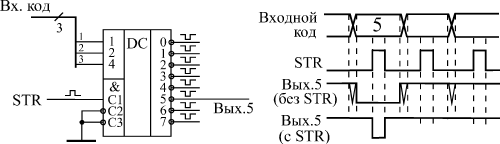 Вх. код
3
1
2
3
1
2
4
DC
0
1
2
3
4
5
6
7
&
C1
C2
C3
STR
Вых.5
Входной
код
5
STR
Вых.5
(без STR)
Вых.5
(с STR)